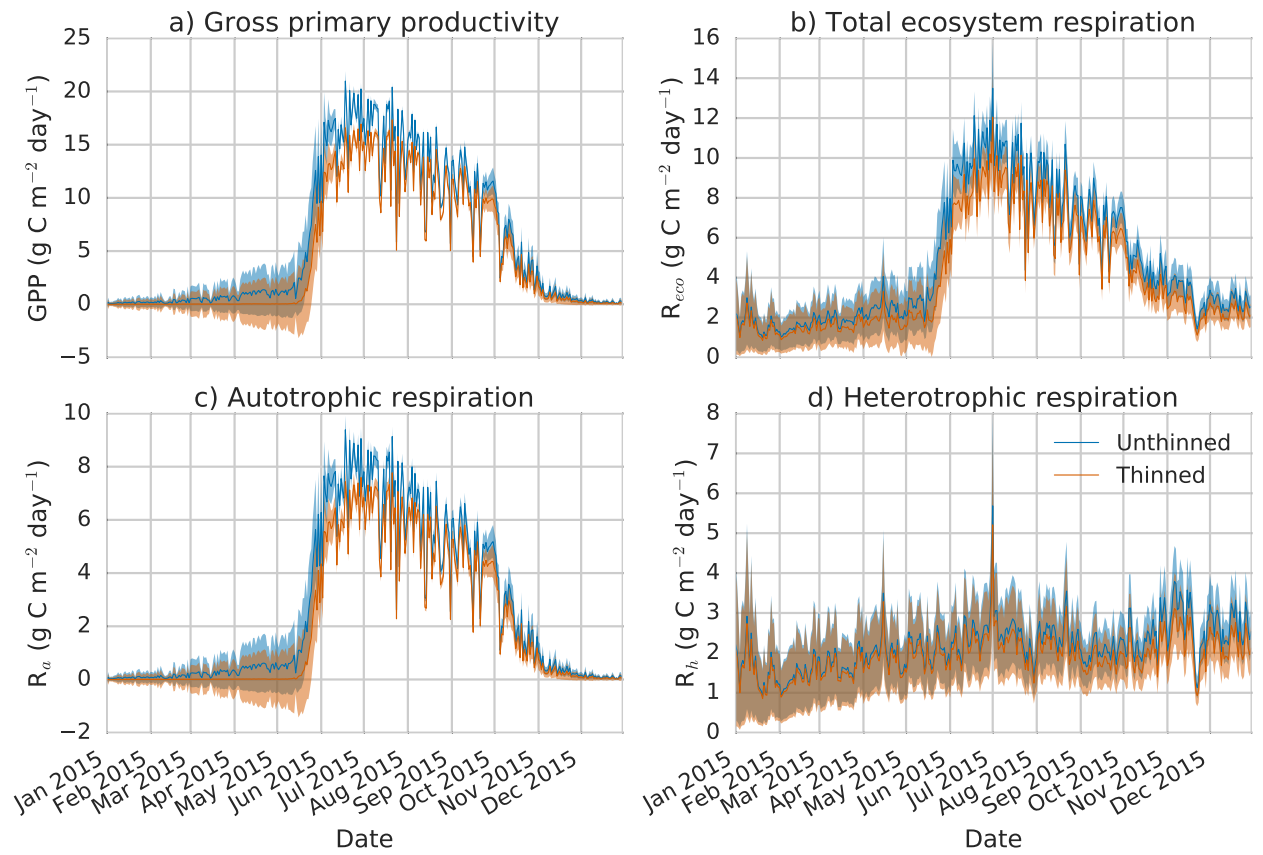 a) Gross primary productivity
25
20
15
10
5
0
−5
GPP (g C m⁻² day⁻¹)
b) Total ecosystem respiration
16
14
12
10
8
6
4
2
0
R_eco (g C m⁻² day⁻¹)
c) Autotrophic respiration
10
8
6
4
2
0
−2
R_a (g C m⁻² day⁻¹)
Jan 2015
Feb 2015
Mar 2015
Apr 2015
May 2015
Jun 2015
Jul 2015
Aug 2015
Sep 2015
Oct 2015
Nov 2015
Dec 2015
Date
d) Heterotrophic respiration
8
7
6
5
4
3
2
1
0
R_h (g C m⁻² day⁻¹)
Unthinned
Thinned
Jan 2015
Feb 2015
Mar 2015
Apr 2015
May 2015
Jun 2015
Jul 2015
Aug 2015
Sep 2015
Oct 2015
Nov 2015
Dec 2015
Date